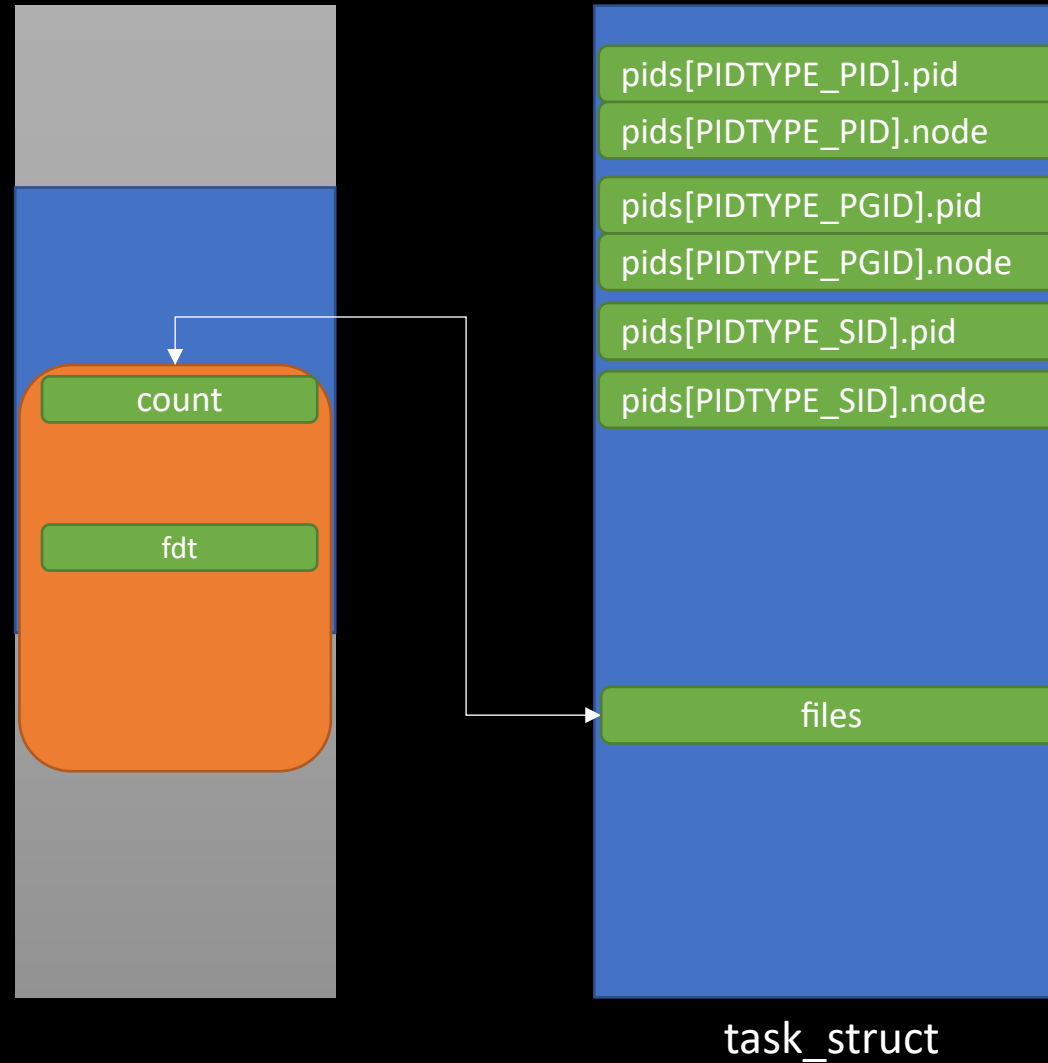 count
fdt
pids[PIDTYPE_PID].pid
pids[PIDTYPE_PID].node
pids[PIDTYPE_PGID].pid
pids[PIDTYPE_PGID].node
pids[PIDTYPE_SID].pid
pids[PIDTYPE_SID].node
files
task_struct